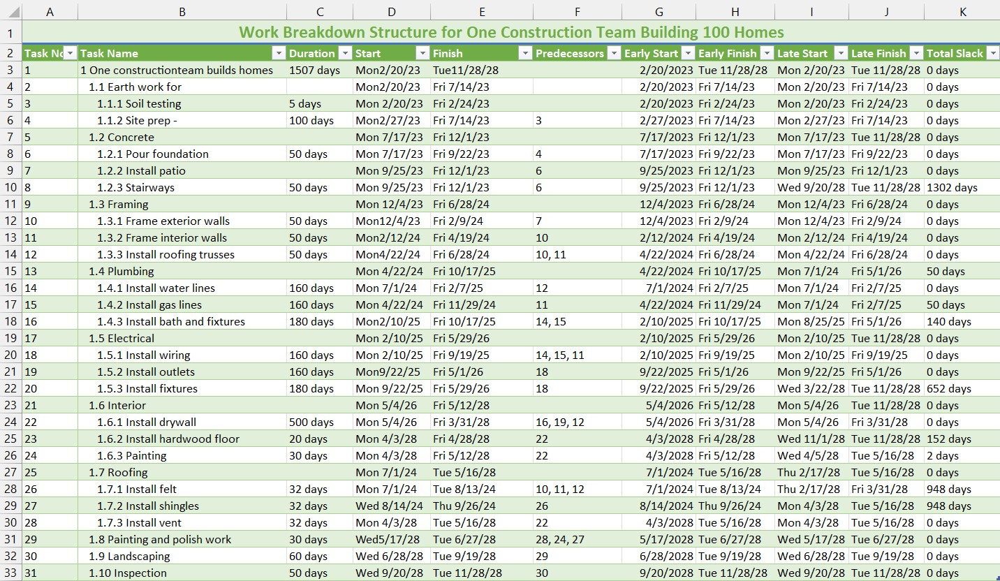 A B C D E F G H I J K
1 Work Breakdown Structure for One Construction Team Building 100 Homes
2 Task No Task Name Duration Start Finish Predecessors Early Start Early Finish Late Start Late Finish Total Slack
3 1 1 One constructionteam builds homes 1507 days Mon2/20/23 Tue11/28/28 2/20/2023 Tue 11/28/28 Mon 2/20/23 Tue 11/28/28 0 days
4 2 1.1 Earth work for Mon2/20/23 Fri 7/14/23 2/20/2023 Fri 7/14/23 Mon 2/20/23 Fri 7/14/23 0 days
5 3 1.1.1 Soil testing 5 days Mon 2/20/23 Fri 2/24/23 2/20/2023 Fri 2/24/23 Mon 2/20/23 Fri 2/24/23 0 days
6 4 1.1.2 Site prep - 100 days Mon2/27/23 Fri 7/14/23 3 2/27/2023 Fri 7/14/23 Mon 2/27/23 Fri 7/14/23 0 days
7 5 1.2 Concrete Mon 7/17/23 Fri 12/1/23 7/17/2023 Fri 12/1/23 Mon 7/17/23 Tue 11/28/28 0 days
8 6 1.2.1 Pour foundation 50 days Mon 7/17/23 Fri 9/22/23 4 7/17/2023 Fri 9/22/23 Mon 7/17/23 Fri 9/22/23 0 days
9 7 1.2.2 Install patio Mon 9/25/23 Fri 12/1/23 6 9/25/2023 Fri 12/1/23 Mon 9/25/23 Fri 12/1/23 0 days
10 8 1.2.3 Stairways 50 days Mon 9/25/23 Fri 12/1/23 6 9/25/2023 Fri 12/1/23 Wed 9/20/28 Tue 11/28/28 1302 days
11 9 1.3 Framing Mon 12/4/23 Fri 6/28/24 12/4/2023 Fri 6/28/24 Mon 12/4/23 Fri 6/28/24 0 days
12 10 1.3.1 Frame exterior walls 50 days Mon12/4/23 Fri 2/9/24 7 12/4/2023 Fri 2/9/24 Mon 12/4/23 Fri 2/9/24 0 days
13 11 1.3.2 Frame interior walls 50 days Mon2/12/24 Fri 4/19/24 10 2/12/2024 Fri 4/19/24 Mon 2/12/24 Fri 4/19/24 0 days
14 12 1.3.3 Install roofing trusses 50 days Mon4/22/24 Fri 6/28/24 10, 11 4/22/2024 Fri 6/28/24 Mon 4/22/24 Fri 6/28/24 0 days
15 13 1.4 Plumbing Mon 4/22/24 Fri 10/17/25 4/22/2024 Fri 10/17/25 Mon 7/1/24 Fri 5/1/26 50 days
16 14 1.4.1 Install water lines 160 days Mon 7/1/24 Fri 2/7/25 12 7/1/2024 Fri 2/7/25 Mon 7/1/24 Fri 2/7/25 0 days
17 15 1.4.2 Install gas lines 160 days Mon 4/22/24 Fri 11/29/24 11 4/22/2024 Fri 11/29/24 Mon 7/1/24 Fri 2/7/25 50 days
18 16 1.4.3 Install bath and fixtures 180 days Mon2/10/25 Fri 10/17/25 14, 15 2/10/2025 Fri 10/17/25 Mon 8/25/25 Fri 5/1/26 140 days
19 17 1.5 Electrical Mon 2/10/25 Fri 5/29/26 2/10/2025 Fri 5/29/26 Mon 2/10/25 Tue 11/28/28 0 days
20 18 1.5.1 Install wiring 160 days Mon 2/10/25 Fri 9/19/25 14, 15, 11 2/10/2025 Fri 9/19/25 Mon 2/10/25 Fri 9/19/25 0 days
21 19 1.5.2 Install outlets 160 days Mon9/22/25 Fri 5/1/26 18 9/22/2025 Fri 5/1/26 Mon 9/22/25 Fri 5/1/26 0 days
22 20 1.5.3 Install fixtures 180 days Mon 9/22/25 Fri 5/29/26 18 9/22/2025 Fri 5/29/26 Wed 3/22/28 Tue 11/28/28 652 days
23 21 1.6 Interior Mon 5/4/26 Fri 5/12/28 5/4/2026 Fri 5/12/28 Mon 5/4/26 Tue 11/28/28 0 days
24 22 1.6.1 Install drywall 500 days Mon 5/4/26 Fri 3/31/28 16, 19, 12 5/4/2026 Fri 3/31/28 Mon 5/4/26 Fri 3/31/28 0 days
25 23 1.6.2 Install hardwood floor 20 days Mon 4/3/28 Fri 4/28/28 22 4/3/2028 Fri 4/28/28 Wed 11/1/28 Tue 11/28/28 152 days
26 24 1.6.3 Painting 30 days Mon 4/3/28 Fri 5/12/28 22 4/3/2028 Fri 5/12/28 Wed 4/5/28 Tue 5/16/28 2 days
27 25 1.7 Roofing Mon 7/1/24 Tue 5/16/28 7/1/2024 Tue 5/16/28 Thu 2/17/28 Tue 5/16/28 0 days
28 26 1.7.1 Install felt 32 days Mon 7/1/24 Tue 8/13/24 10, 11, 12 7/1/2024 Tue 8/13/24 Thu 2/17/28 Fri 3/31/28 948 days
29 27 1.7.2 Install shingles 32 days Wed 8/14/24 Thu 9/26/24 26 8/14/2024 Thu 9/26/24 Mon 4/3/28 Tue 5/16/28 948 days
30 28 1.7.3 Install vent 32 days Mon 4/3/28 Tue 5/16/28 22 4/3/2028 Tue 5/16/28 Mon 4/3/28 Tue 5/16/28 0 days
31 29 1.8 Painting and polish work 30 days Wed5/17/28 Tue 6/27/28 28, 24, 27 5/17/2028 Tue 6/27/28 Wed 5/17/28 Tue 6/27/28 0 days
32 30 1.9 Landscaping 60 days Wed 6/28/28 Tue 9/19/28 29 6/28/2028 Tue 9/19/28 Wed 6/28/28 Tue 9/19/28 0 days
33 31 1.10 Inspection 50 days Wed 9/20/28 Tue 11/28/28 30 9/20/2028 Tue 11/28/28 Wed 9/20/28 Tue 11/28/28 0 days